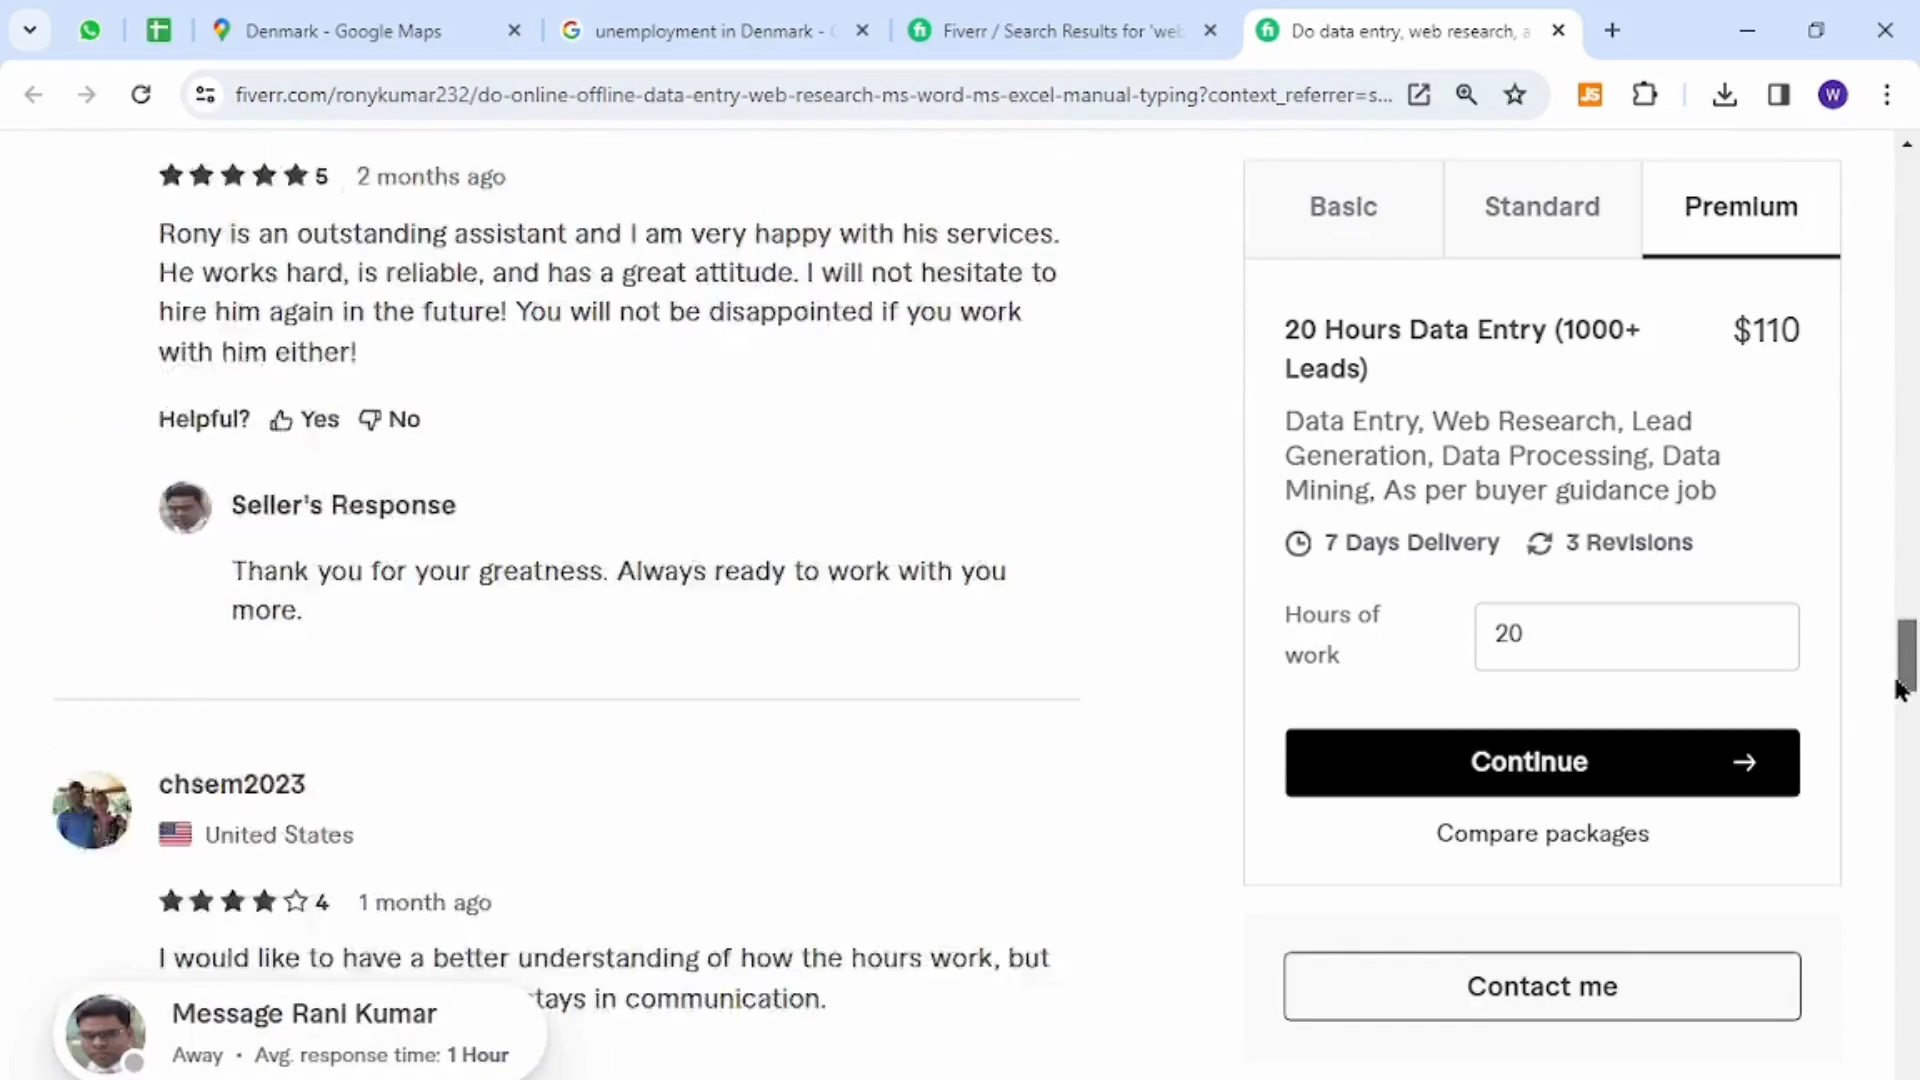 Denmark - Google Maps
unemployment in Denmark -
Fiverr / Search Results for 'web
Do data entry, web research, a
fiverr.com/ronykumar232/do-online-offline-data-entry-web-research-ms-word-ms-excel-manual-typing?context_referrer=s...
JS
W
5 2 months ago
Rony is an outstanding assistant and I am very happy with his services.
He works hard, is reliable, and has a great attitude. I will not hesitate to
hire him again in the future! You will not be disappointed if you work
with him either!
Helpful? Yes No
Seller's Response
Thank you for your greatness. Always ready to work with you
more.
chsem2023
United States
4 1 month ago
I would like to have a better understanding of how the hours work, but
tays in communication.
Message Rani Kumar
Away • Avg. response time: 1 Hour
Basic Standard Premium
20 Hours Data Entry (1000+
Leads)
$110
Data Entry, Web Research, Lead
Generation, Data Processing, Data
Mining, As per buyer guidance job
7 Days Delivery 3 Revisions
Hours of
work
20
Continue
Compare packages
Contact me